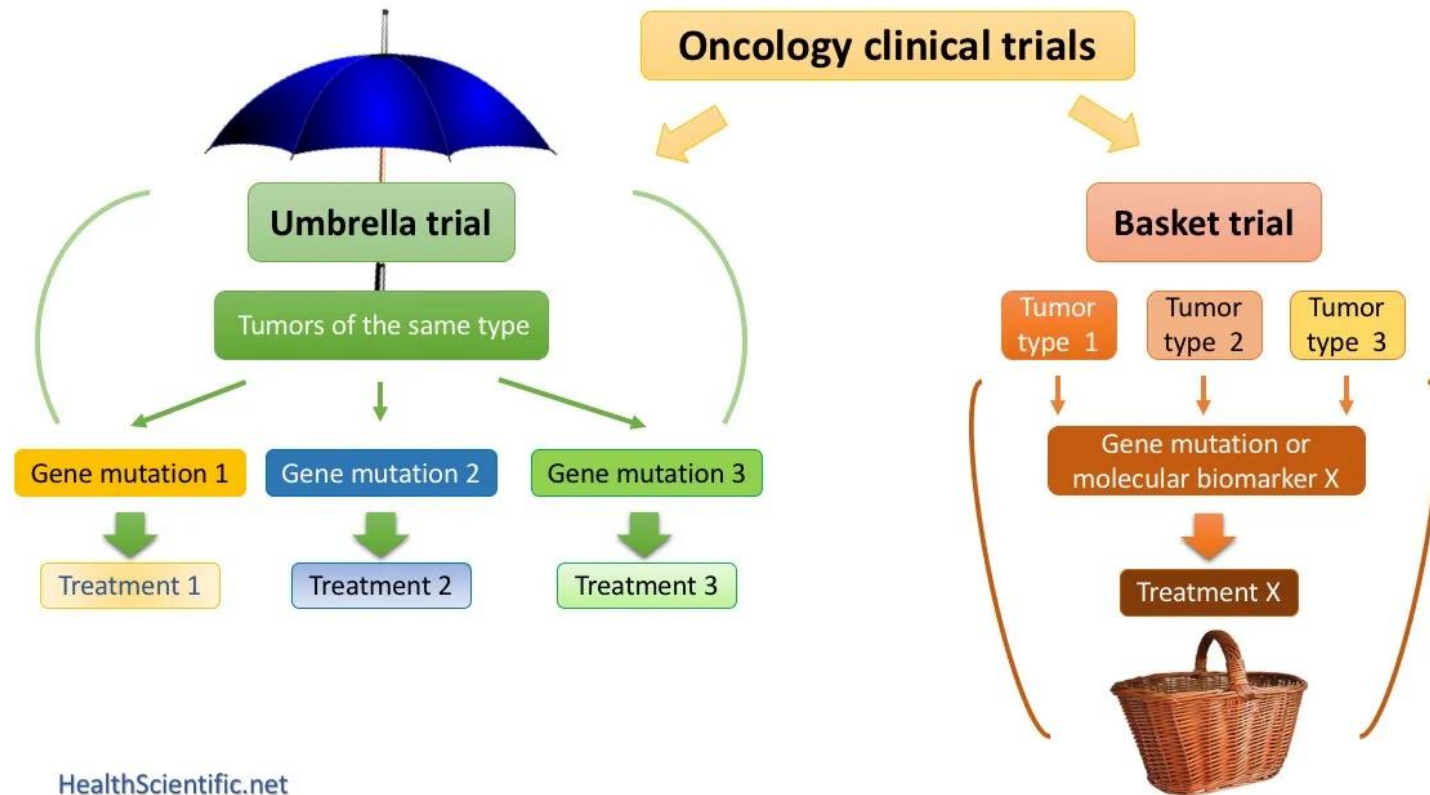 Oncology clinical trials
Umbrella trial
Tumors of the same type
Gene mutation 1
Gene mutation 2
Gene mutation 3
Treatment 1
Treatment 2
Treatment 3
Basket trial
Tumor
type 1
Tumor
type 2
Tumor
type 3
Gene mutation or
molecular biomarker X
Treatment X
HealthScientific.net